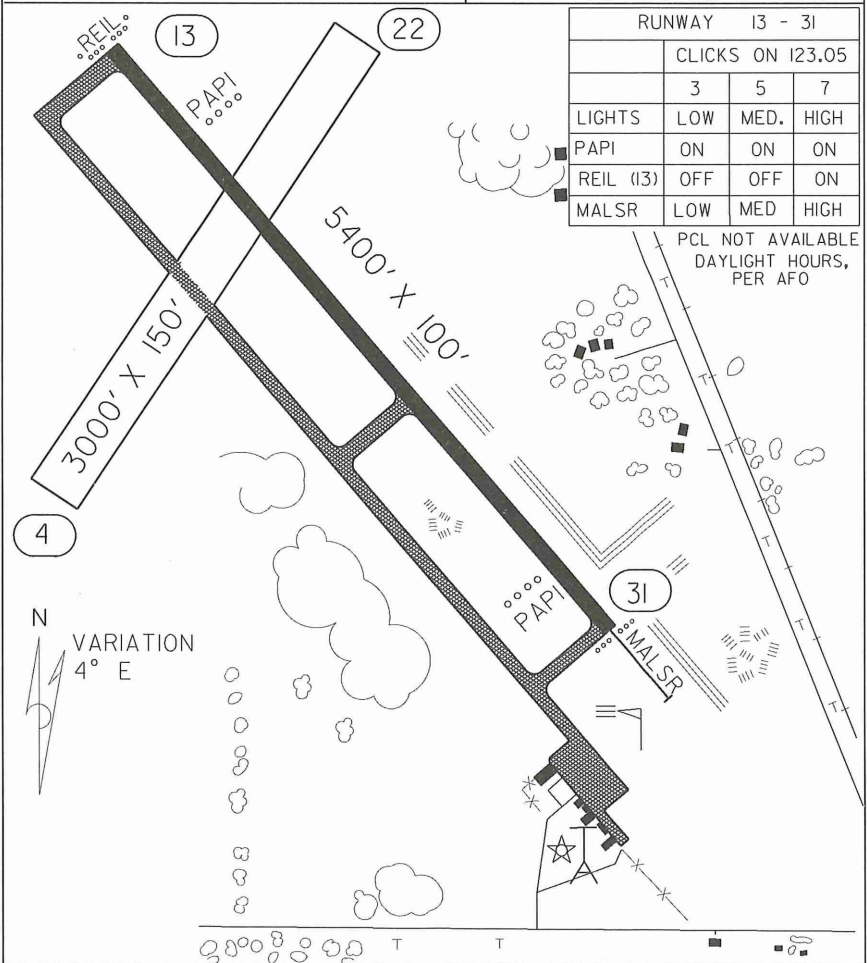 RUNWAY 13 - 31
CLICKS ON 123.05
3 5 7
LIGHTS LOW MED. HIGH
PAPI ON ON ON
REIL (13) OFF OFF ON
MALSR LOW MED HIGH
PCL NOT AVAILABLE
DAYLIGHT HOURS,
PER AFO
REIL
13
22
PAPI
5400' X 100'
3000' X 150'
4
31
PAPI
MALSR
N
VARIATION
4° E
T
T
T
T
T
T
T
T